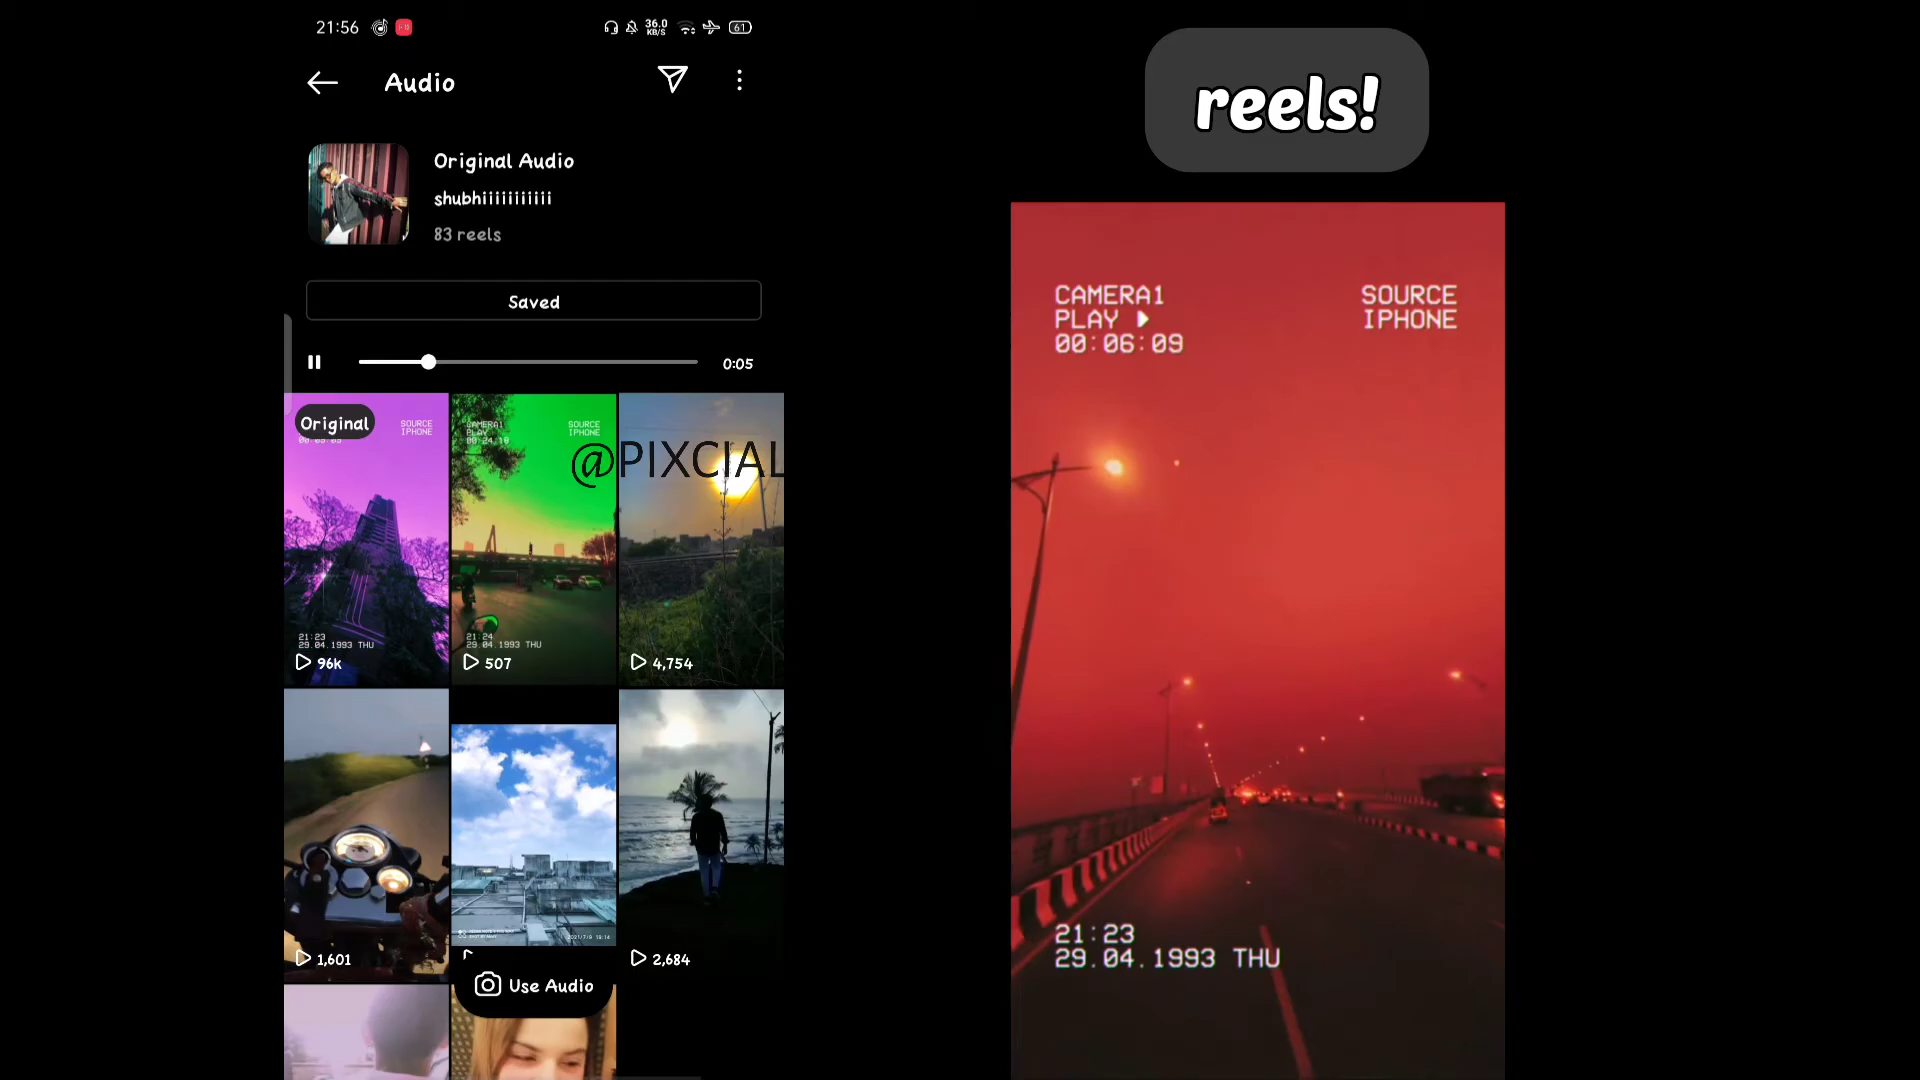 21:56
36.0
KB/S
61
Audio
Original Audio
shubhiiiiiiiiiii
83 reels
Saved
0:05
Original
SOURCE
IPHONE
21:23
29.04.1993 THU
96k
CAMERA1
PLAY
00:24.10
SOURCE
IPHONE
21:24
29.04.1993 THU
507
@PIXCIAL
4,754
1,601
2,684
Use Audio
reels!
CAMERA1
PLAY
00:06:09
SOURCE
IPHONE
21:23
29.04.1993 THU